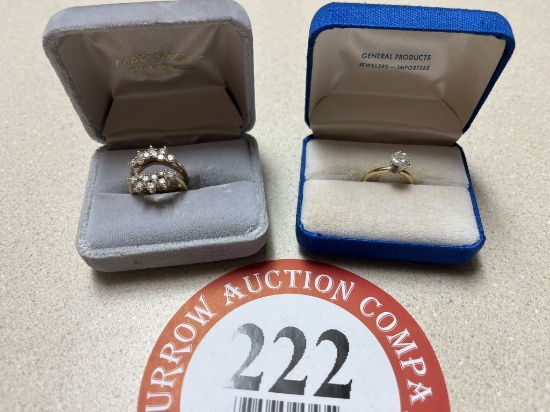 GENERAL PRODUCTS
JEWELERS — IMPORTERS
URROW AUCTION COMPA
222